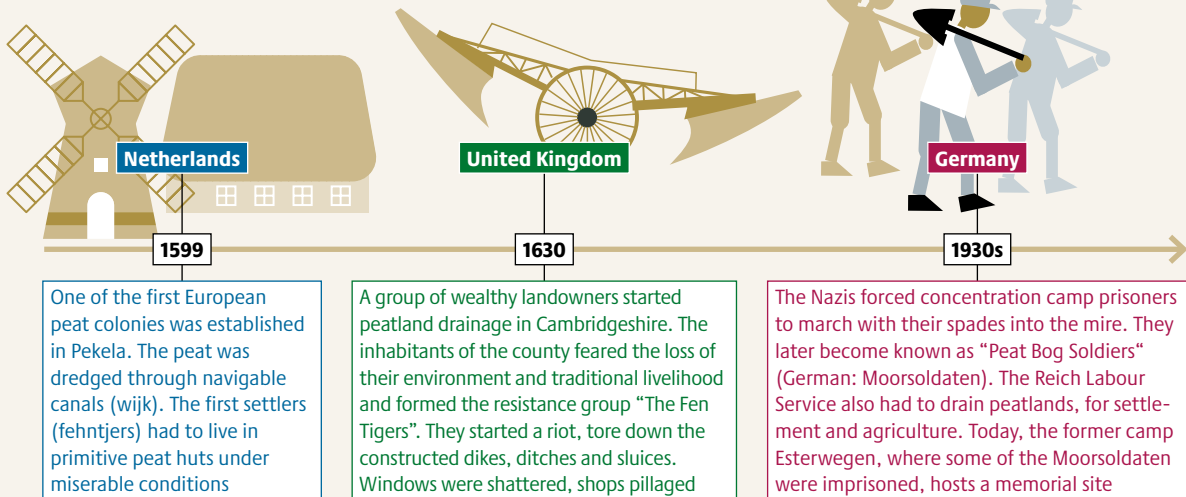 Netherlands
United Kingdom
Germany
1599
1630
1930s
One of the first European
peat colonies was established
in Pekela. The peat was
dredged through navigable
canals (wijk). The first settlers
(fehntjers) had to live in
primitive peat huts under
miserable conditions
A group of wealthy landowners started
peatland drainage in Cambridgeshire. The
inhabitants of the county feared the loss of
their environment and traditional livelihood
and formed the resistance group “The Fen
Tigers”. They started a riot, tore down the
constructed dikes, ditches and sluices.
Windows were shattered, shops pillaged
The Nazis forced concentration camp prisoners
to march with their spades into the mire. They
later become known as “Peat Bog Soldiers“
(German: Moorsoldaten). The Reich Labour
Service also had to drain peatlands, for settle-
ment and agriculture. Today, the former camp
Esterwegen, where some of the Moorsoldaten
were imprisoned, hosts a memorial site